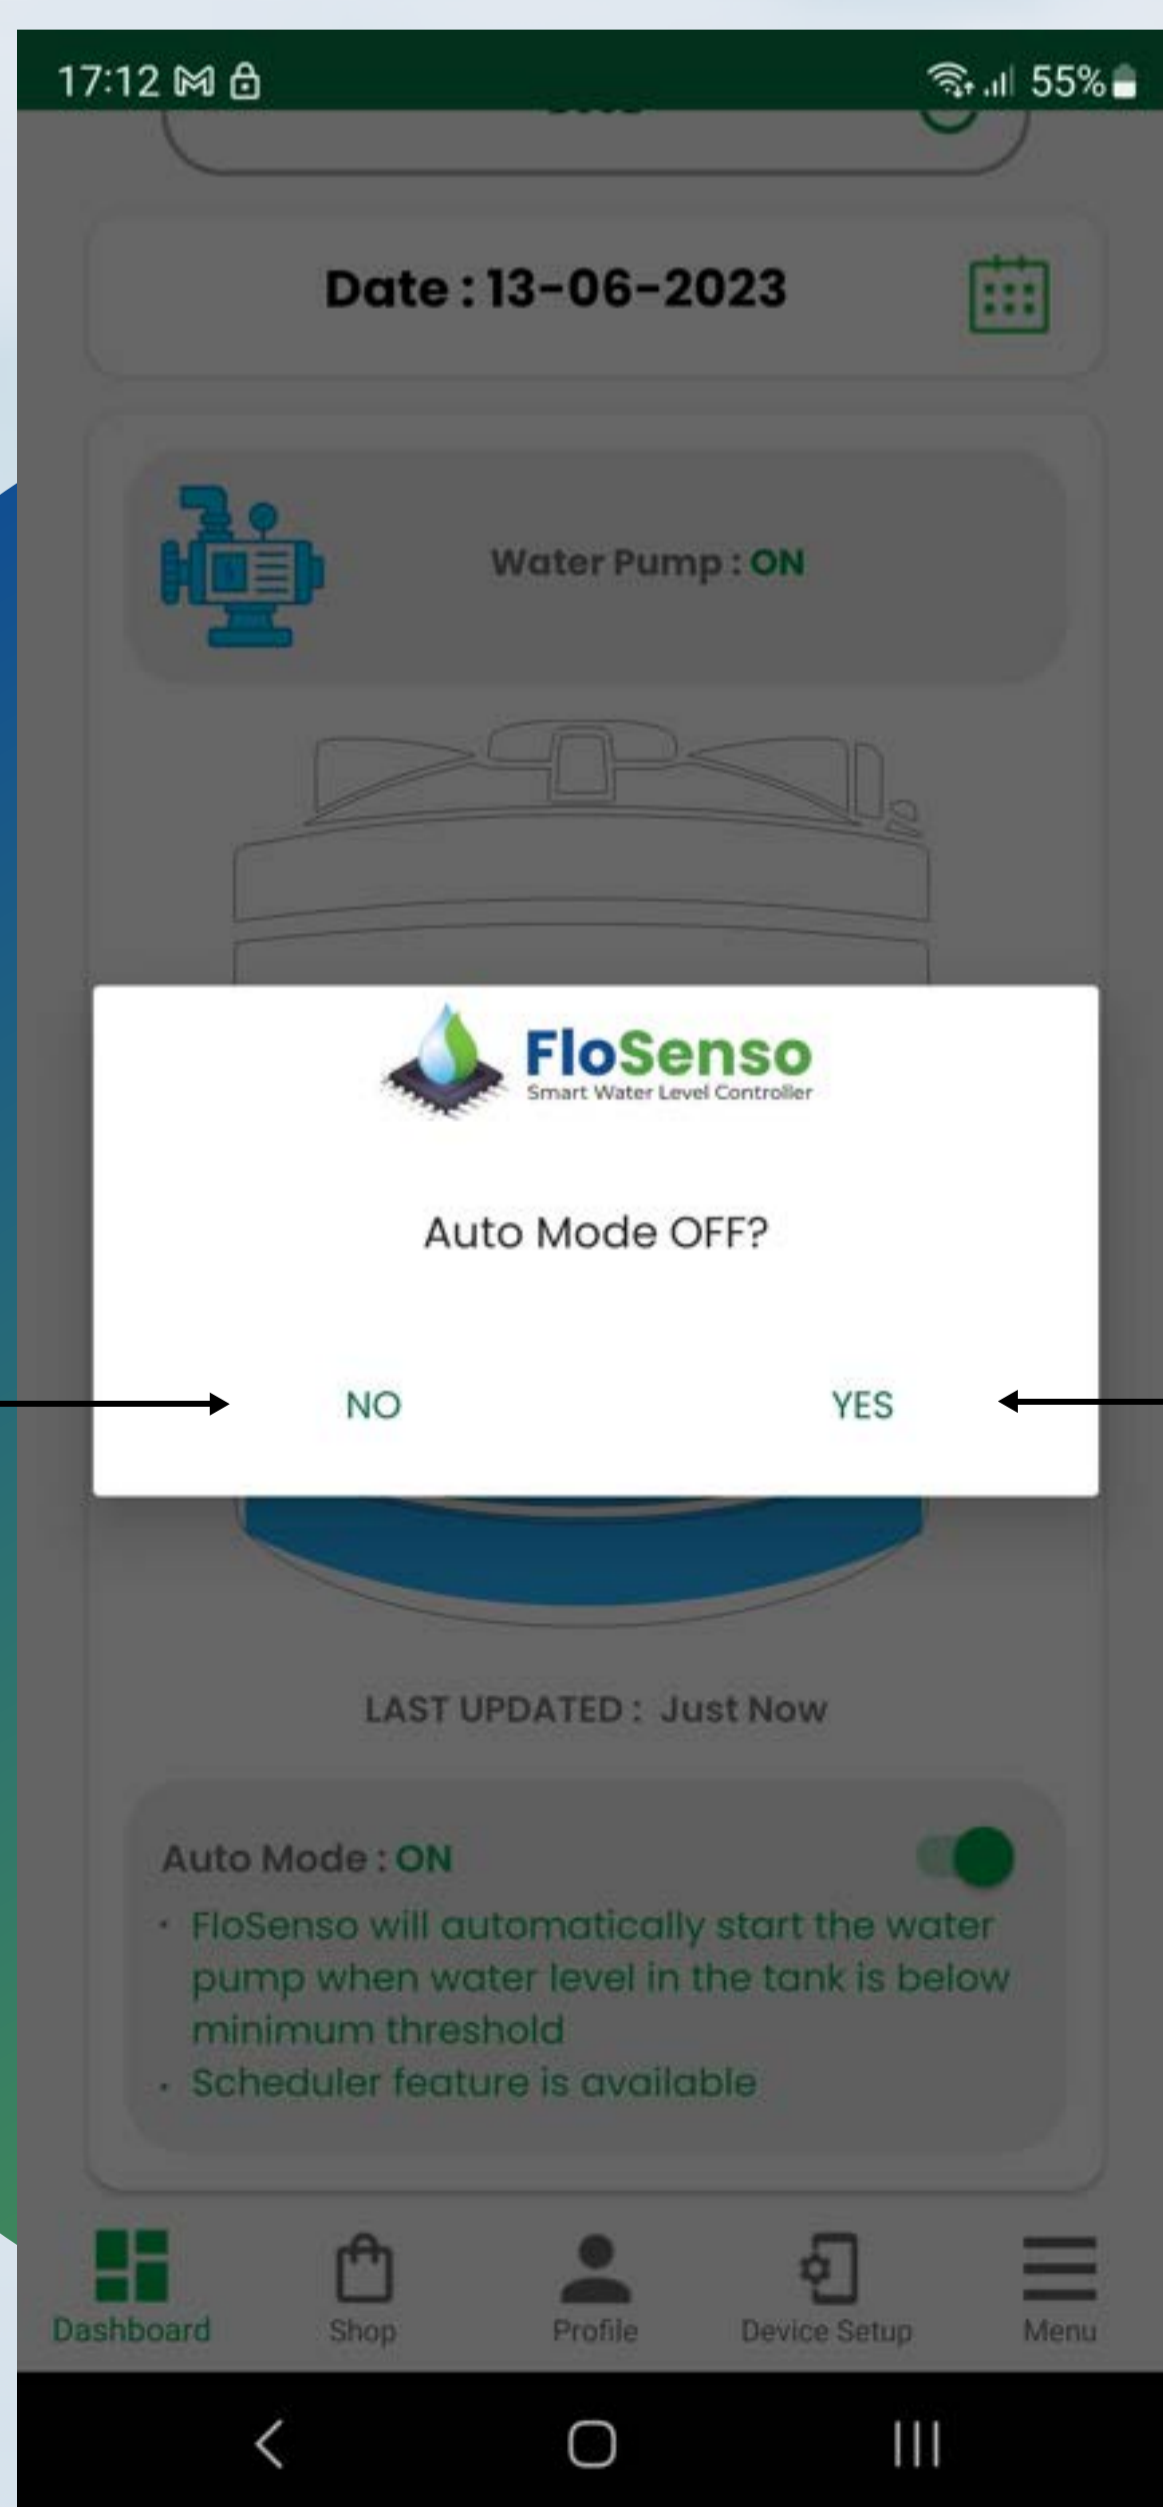 17:12
55%
Date : 13-06-2023
Water Pump : ON
FloSenso
Smart Water Level Controller
Auto Mode OFF?
NO
YES
LAST UPDATED : Just Now
Auto Mode : ON
• FloSenso will automatically start the water
pump when water level in the tank is below
minimum threshold
• Scheduler feature is available
Dashboard
Shop
Profile
Device Setup
Menu